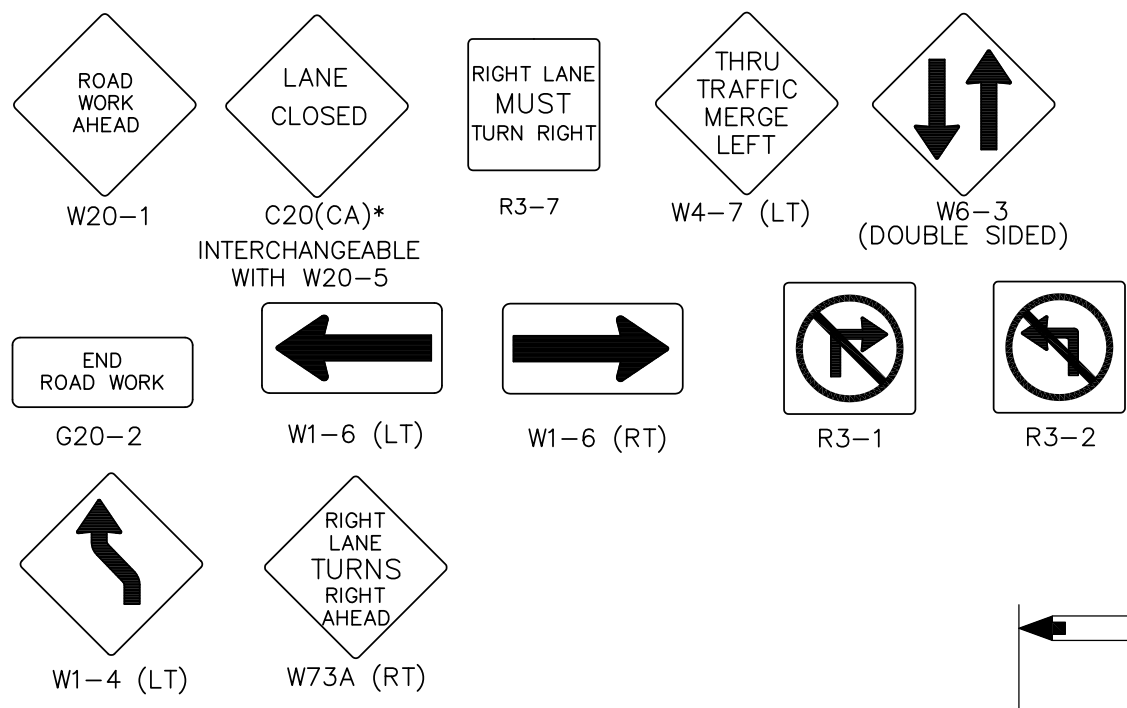 ROAD
WORK
AHEAD
W20-1
LANE
CLOSED
C20(CA)*
INTERCHANGEABLE
WITH W20-5
RIGHT LANE
MUST
TURN RIGHT
R3-7
THRU
TRAFFIC
MERGE
LEFT
W4-7 (LT)
W6-3
(DOUBLE SIDED)
END
ROAD WORK
G20-2
W1-6 (LT)
W1-6 (RT)
R3-1
R3-2
W1-4 (LT)
RIGHT
LANE
TURNS
RIGHT
AHEAD
W73A (RT)